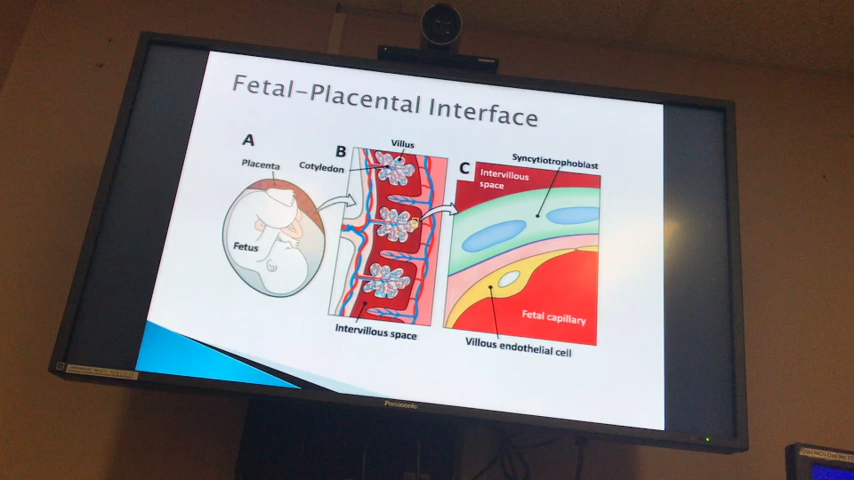 Fetal-Placental Interface
A
Placenta
Fetus
B
Villus
Cotyledon
Intervillous space
C
Syncytiotrophoblast
Intervillous
space
Fetal capillary
Villous endothelial cell
Panasonic